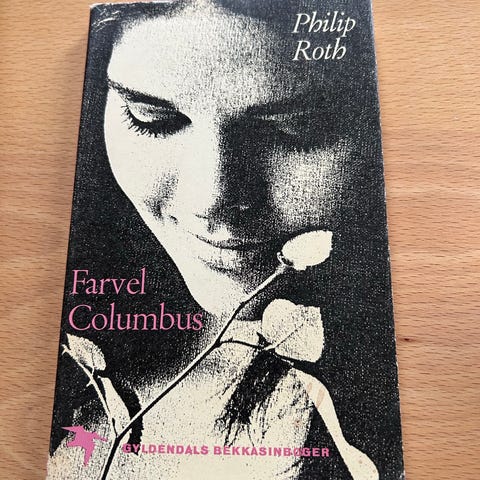 Philip
Roth
Farvel
Columbus
GYLDENDALS BEKKASINBØGER